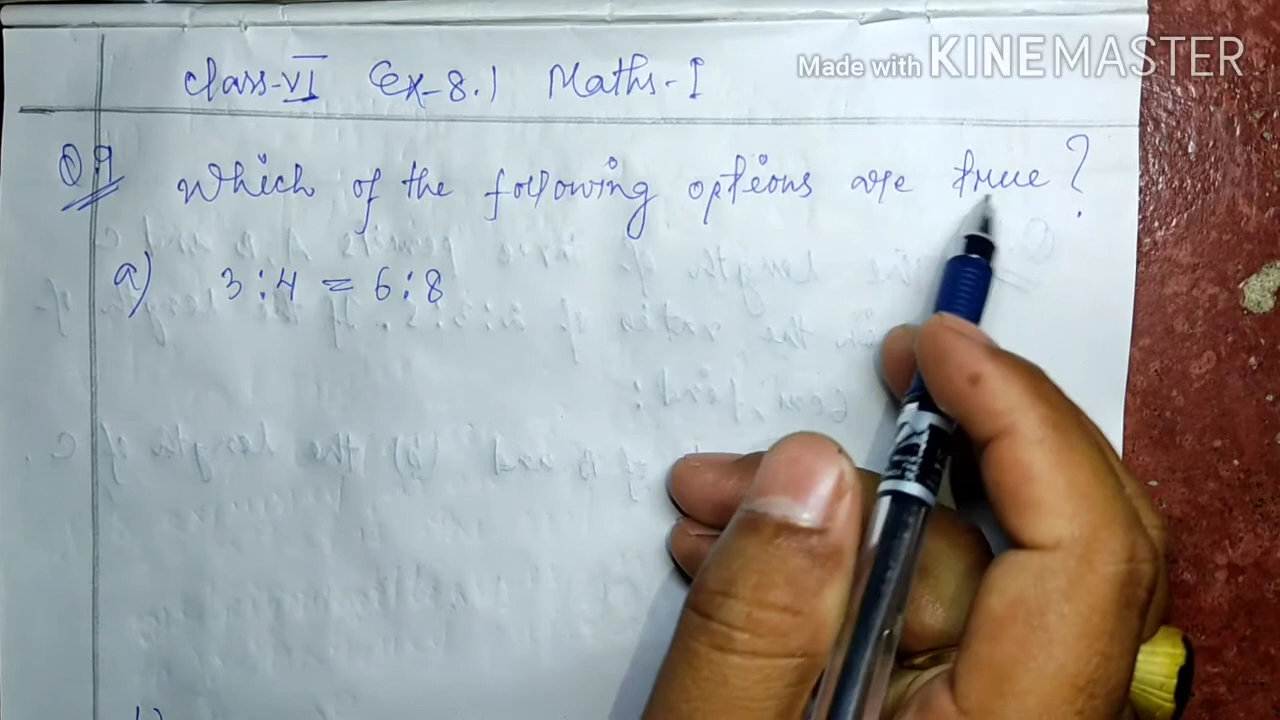 Made with KINEMASTER
Class-VI Ex-8.1 Maths-I
Q.9 Which of the following options are true?
a) 3:4 = 6:8